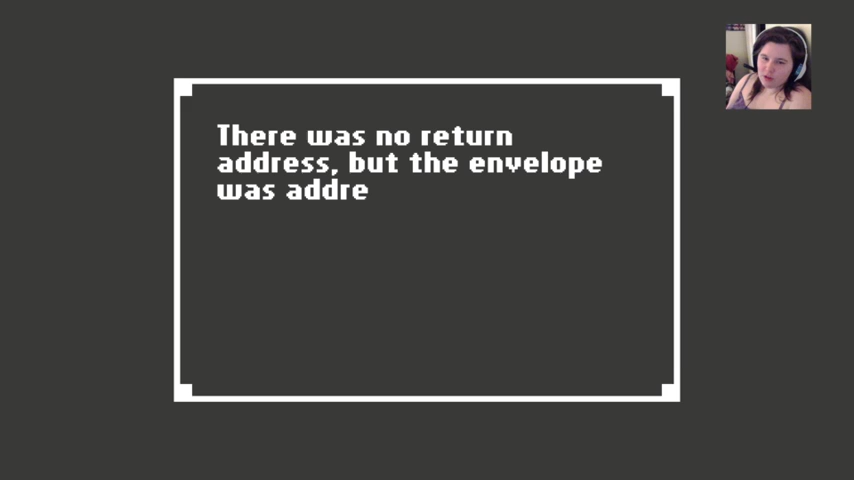 There was no return
address, but the envelope
was addre